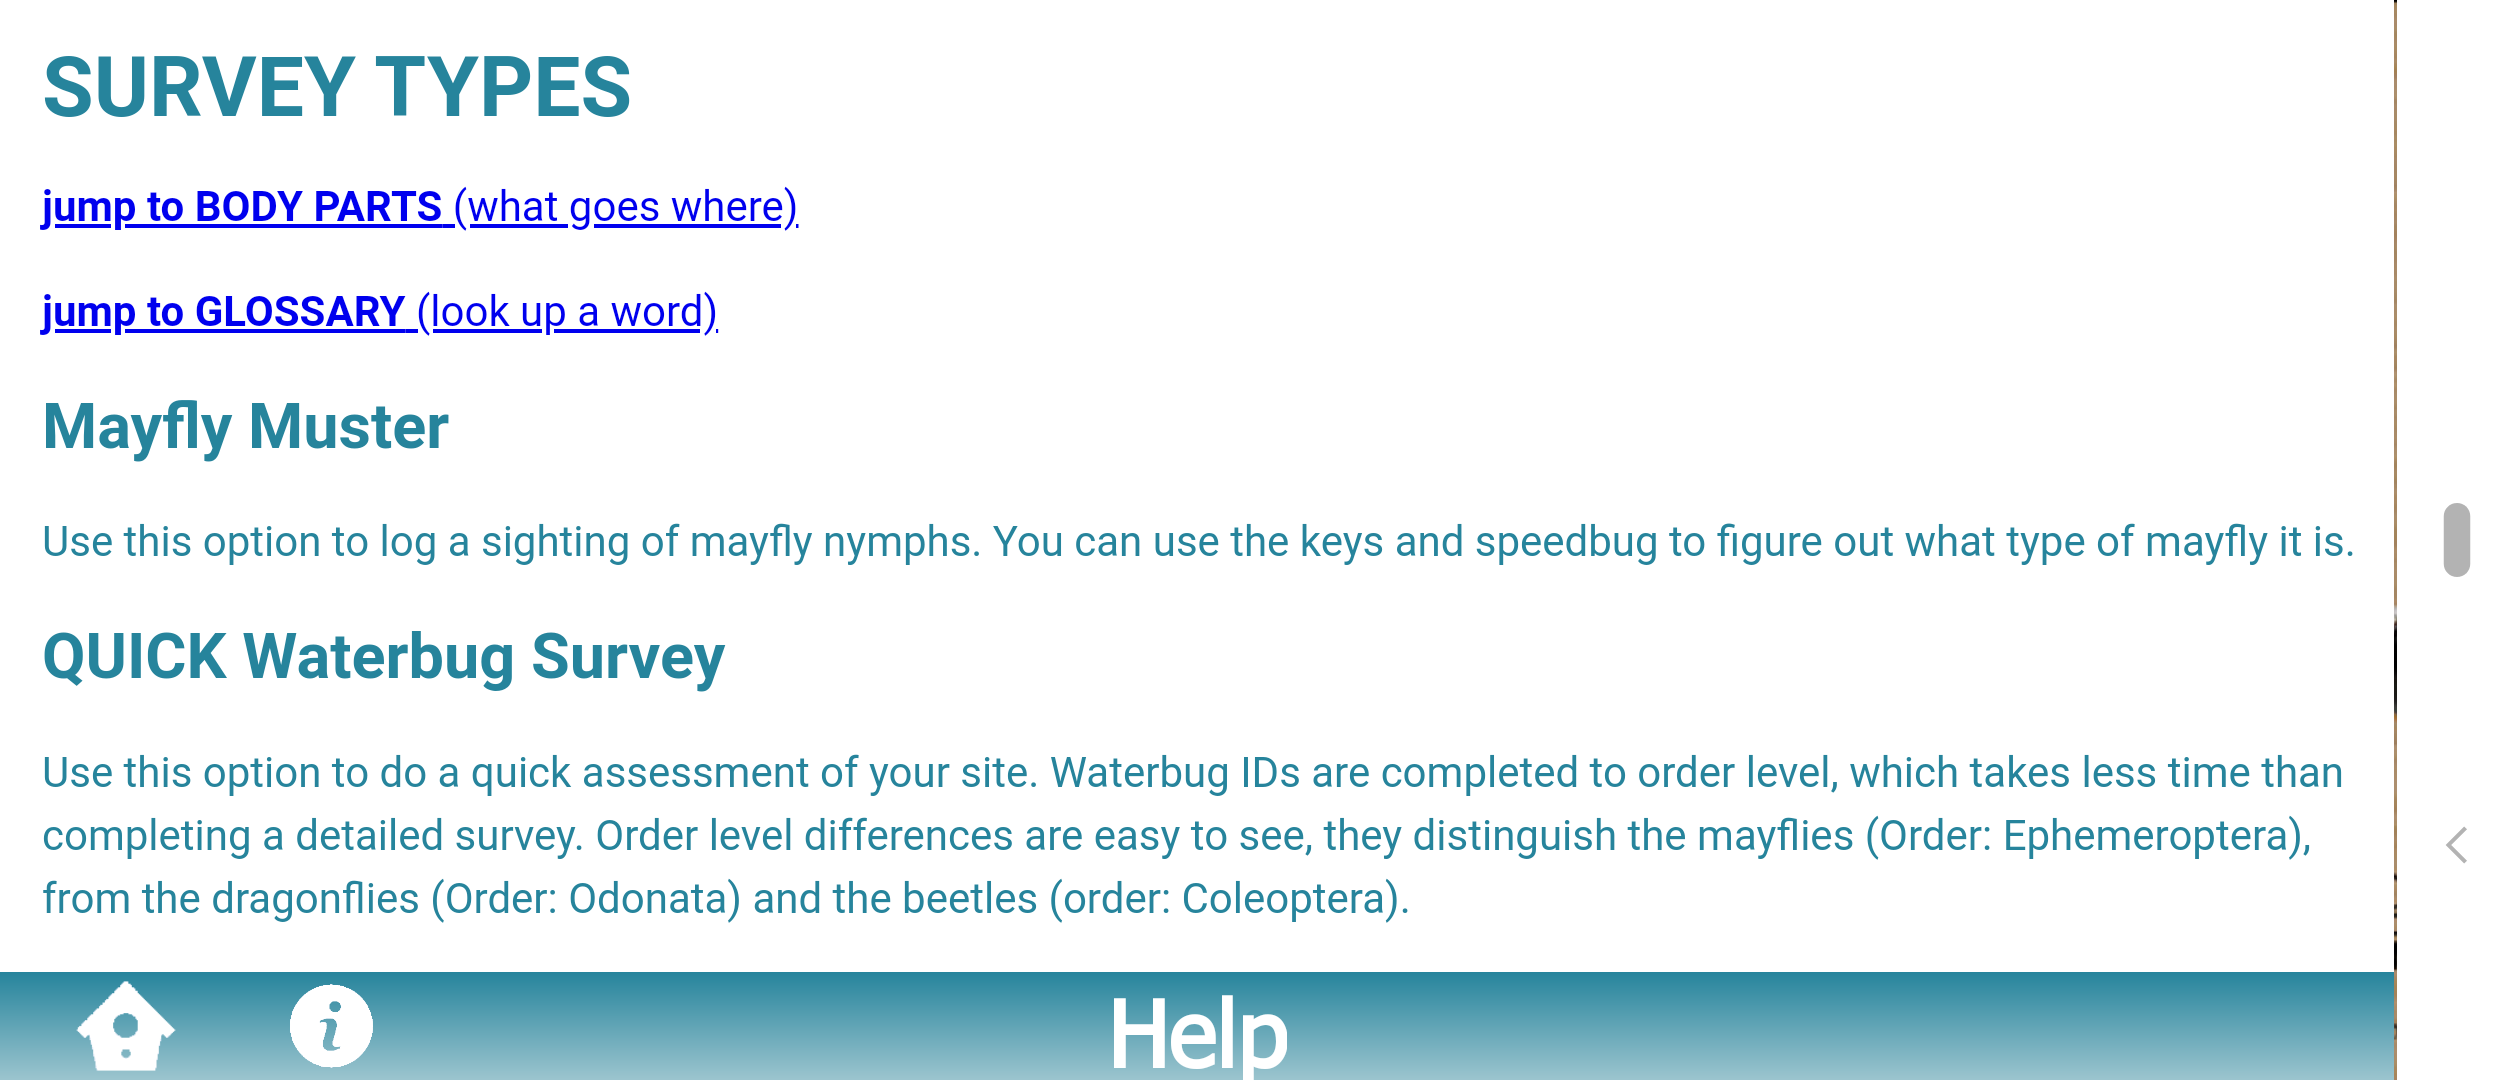 SURVEY TYPES
jump to BODY PARTS (what goes where)
jump to GLOSSARY (look up a word)
Mayfly Muster
Use this option to log a sighting of mayfly nymphs. You can use the keys and speedbug to figure out what type of mayfly it is.
QUICK Waterbug Survey
Use this option to do a quick assessment of your site. Waterbug IDs are completed to order level, which takes less time than
completing a detailed survey. Order level differences are easy to see, they distinguish the mayflies (Order: Ephemeroptera),
from the dragonflies (Order: Odonata) and the beetles (order: Coleoptera).
Help